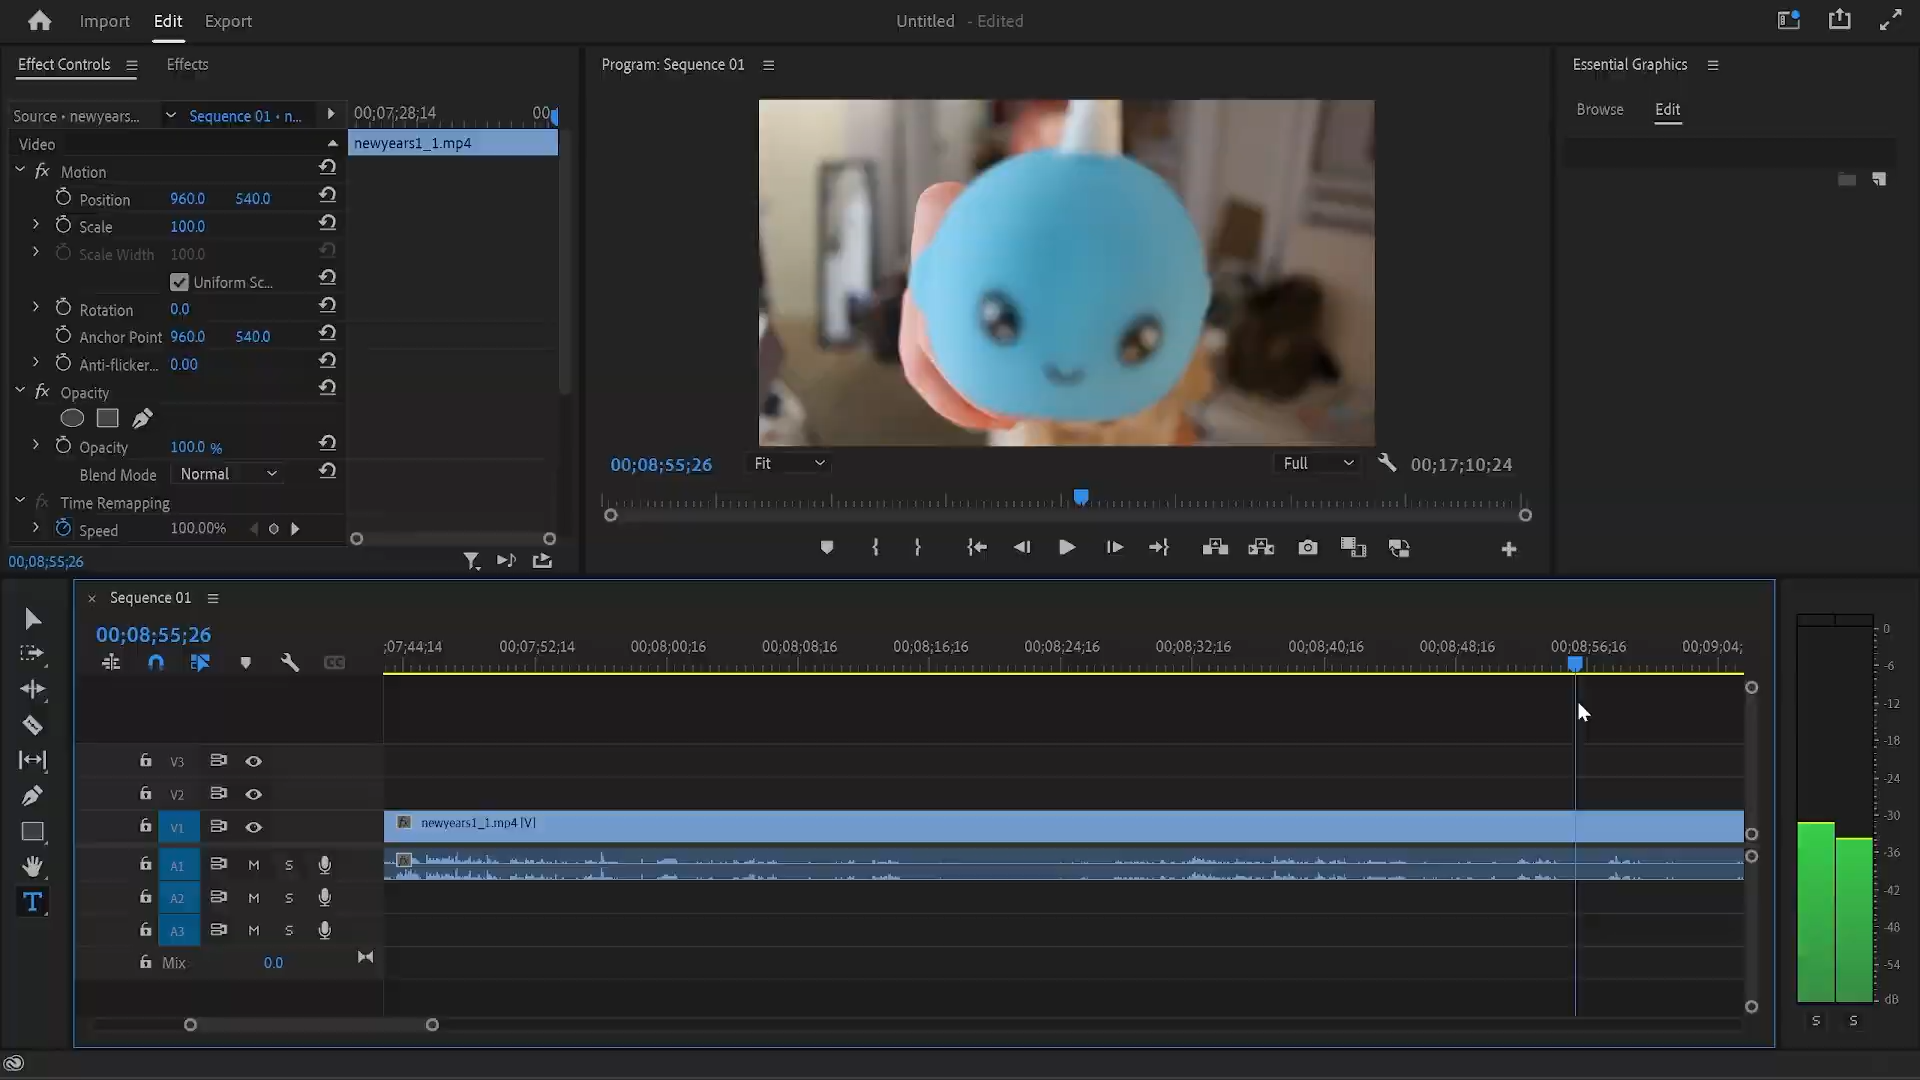 Import Edit Export
Untitled - Edited
Effect Controls Effects
Source • newyears... Sequence 01 • n...
00;07;28;14 00
Video
newyears1_1.mp4
fx Motion
Position 960.0 540.0
Scale 100.0
Scale Width 100.0
Uniform Sc...
Rotation 0.0
Anchor Point 960.0 540.0
Anti-flicker... 0.00
fx Opacity
Opacity 100.0 %
Blend Mode Normal
fx Time Remapping
Speed 100.00%
00;08;55;26
Program: Sequence 01
00;08;55;26 Fit Full 00;17;10;24
Essential Graphics
Browse Edit
× Sequence 01
00;08;55;26
;07;44;14 00;07;52;14 00;08;00;16 00;08;08;16 00;08;16;16 00;08;24;16 00;08;32;16 00;08;40;16 00;08;48;16 00;08;56;16 00;09;04;
CC
V3
V2
V1
fx newyears1_1.mp4 [V]
A1 M S
fx
A2 M S
A3 M S
Mix 0.0
T
0
-6
-12
-18
-24
-30
-36
-42
-48
-54
dB
S S